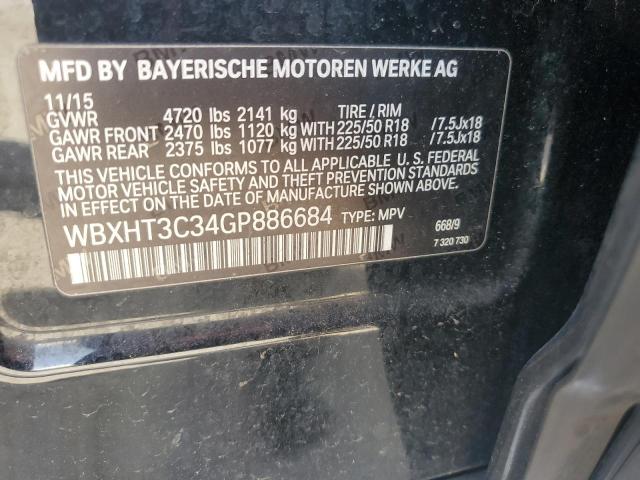 MFD BY BAYERISCHE MOTOREN WERKE AG
11/15
GVWR 4720 lbs 2141 kg TIRE / RIM
GAWR FRONT 2470 lbs 1120 kg WITH 225/50 R18 /7.5Jx18
GAWR REAR 2375 lbs 1077 kg WITH 225/50 R18 /7.5Jx18
THIS VEHICLE CONFORMS TO ALL APPLICABLE U. S. FEDERAL
MOTOR VEHICLE SAFETY AND THEFT PREVENTION STANDARDS
IN EFFECT ON THE DATE OF MANUFACTURE SHOWN ABOVE.
WBXHT3C34GP886684 TYPE: MPV 668/9
7 320 730